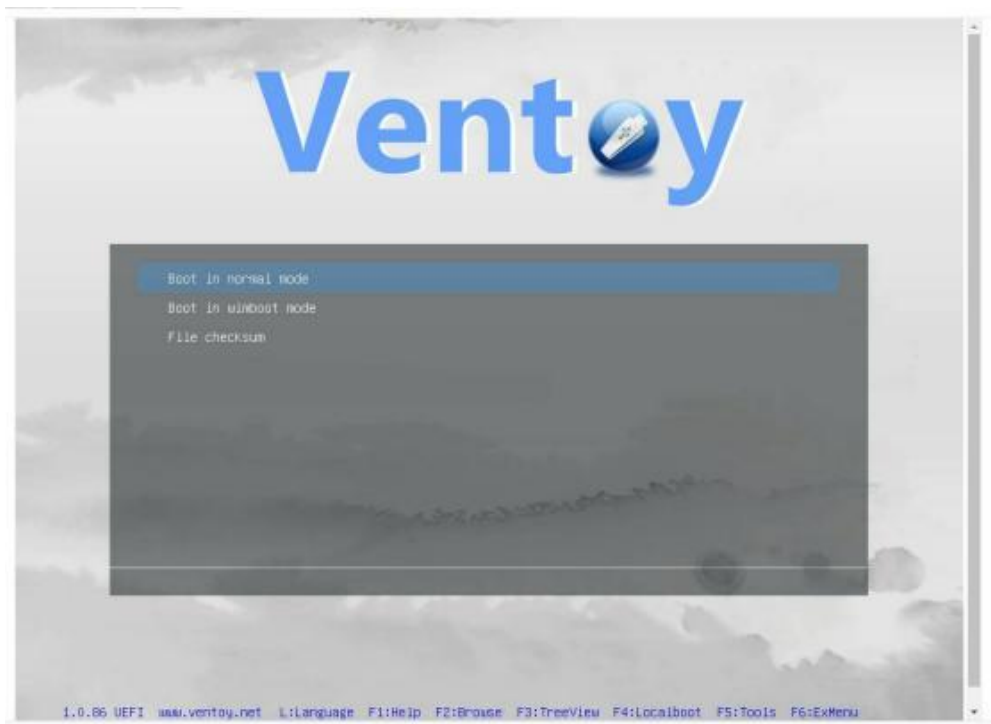 Ventoy
Boot in normal mode
Boot in wimboot mode
File checksum
1.0.86 UEFI www.ventoy.net L:Language F1:Help F2:Browse F3:TreeView F4:Localboot F5:Tools F6:ExMenu